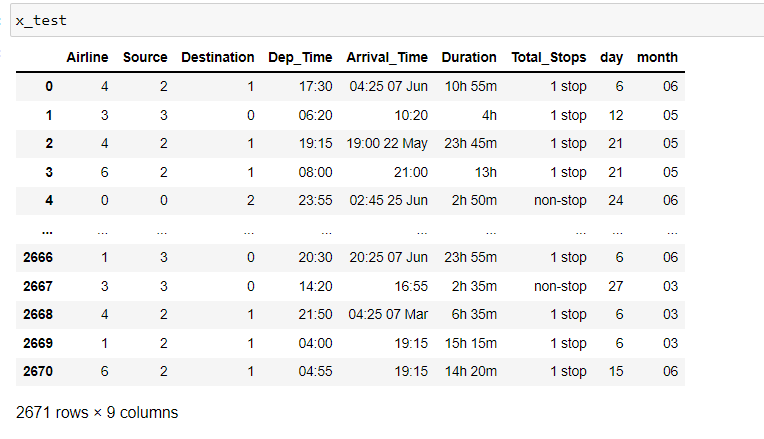 x_test
Airline Source Destination Dep_Time Arrival_Time Duration Total_Stops day month
0 4 2 1 17:30 04:25 07 Jun 10h 55m 1 stop 6 06
1 3 3 0 06:20 10:20 4h 1 stop 12 05
2 4 2 1 19:15 19:00 22 May 23h 45m 1 stop 21 05
3 6 2 1 08:00 21:00 13h 1 stop 21 05
4 0 0 2 23:55 02:45 25 Jun 2h 50m non-stop 24 06
... ... ... ... ... ... ... ... ... ...
2666 1 3 0 20:30 20:25 07 Jun 23h 55m 1 stop 6 06
2667 3 3 0 14:20 16:55 2h 35m non-stop 27 03
2668 4 2 1 21:50 04:25 07 Mar 6h 35m 1 stop 6 03
2669 1 2 1 04:00 19:15 15h 15m 1 stop 6 03
2670 6 2 1 04:55 19:15 14h 20m 1 stop 15 06
2671 rows × 9 columns